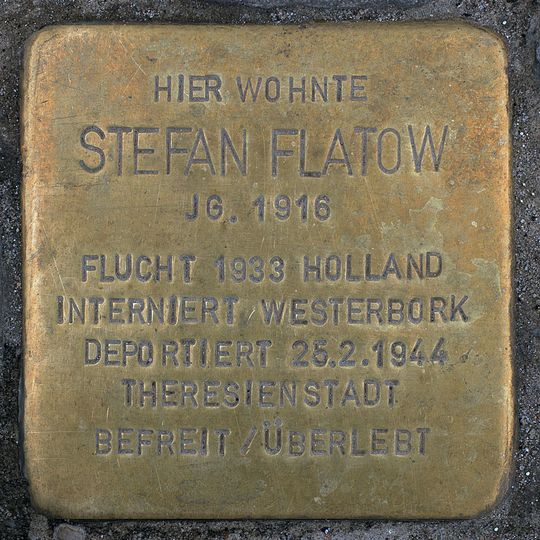 HIER WOHNTE
STEFAN FLATOW
JG. 1916
FLUCHT 1933 HOLLAND
INTERNIERT WESTERBORK
DEPORTIERT 25.2.1944
THERESIENSTADT
BEFREIT / ÜBERLEBT